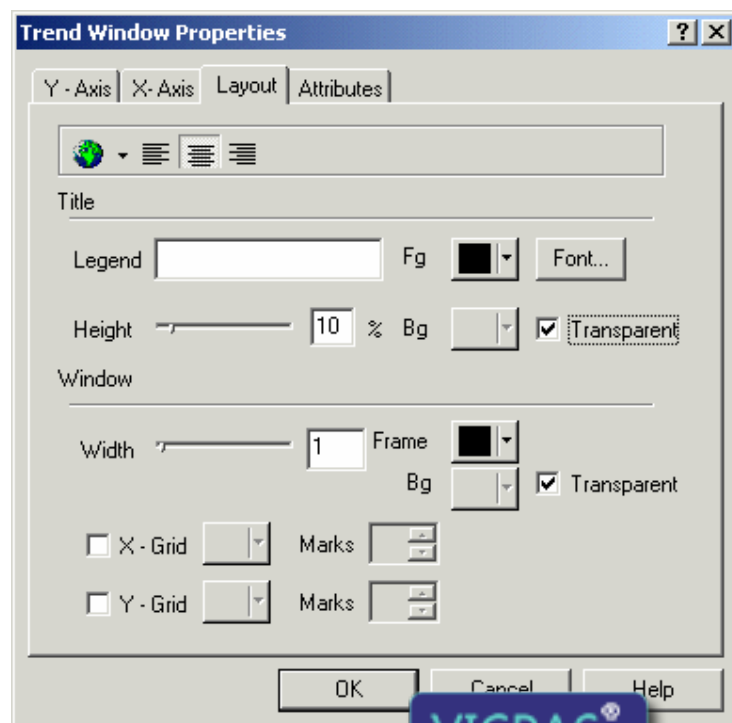 Trend Window Properties
Y - Axis X- Axis Layout Attributes
Title
Legend Fg Font...
Height 10 % Bg Transparent
Window
Width 1 Frame
Bg Transparent
X - Grid Marks
Y - Grid Marks
OK Cancel Help